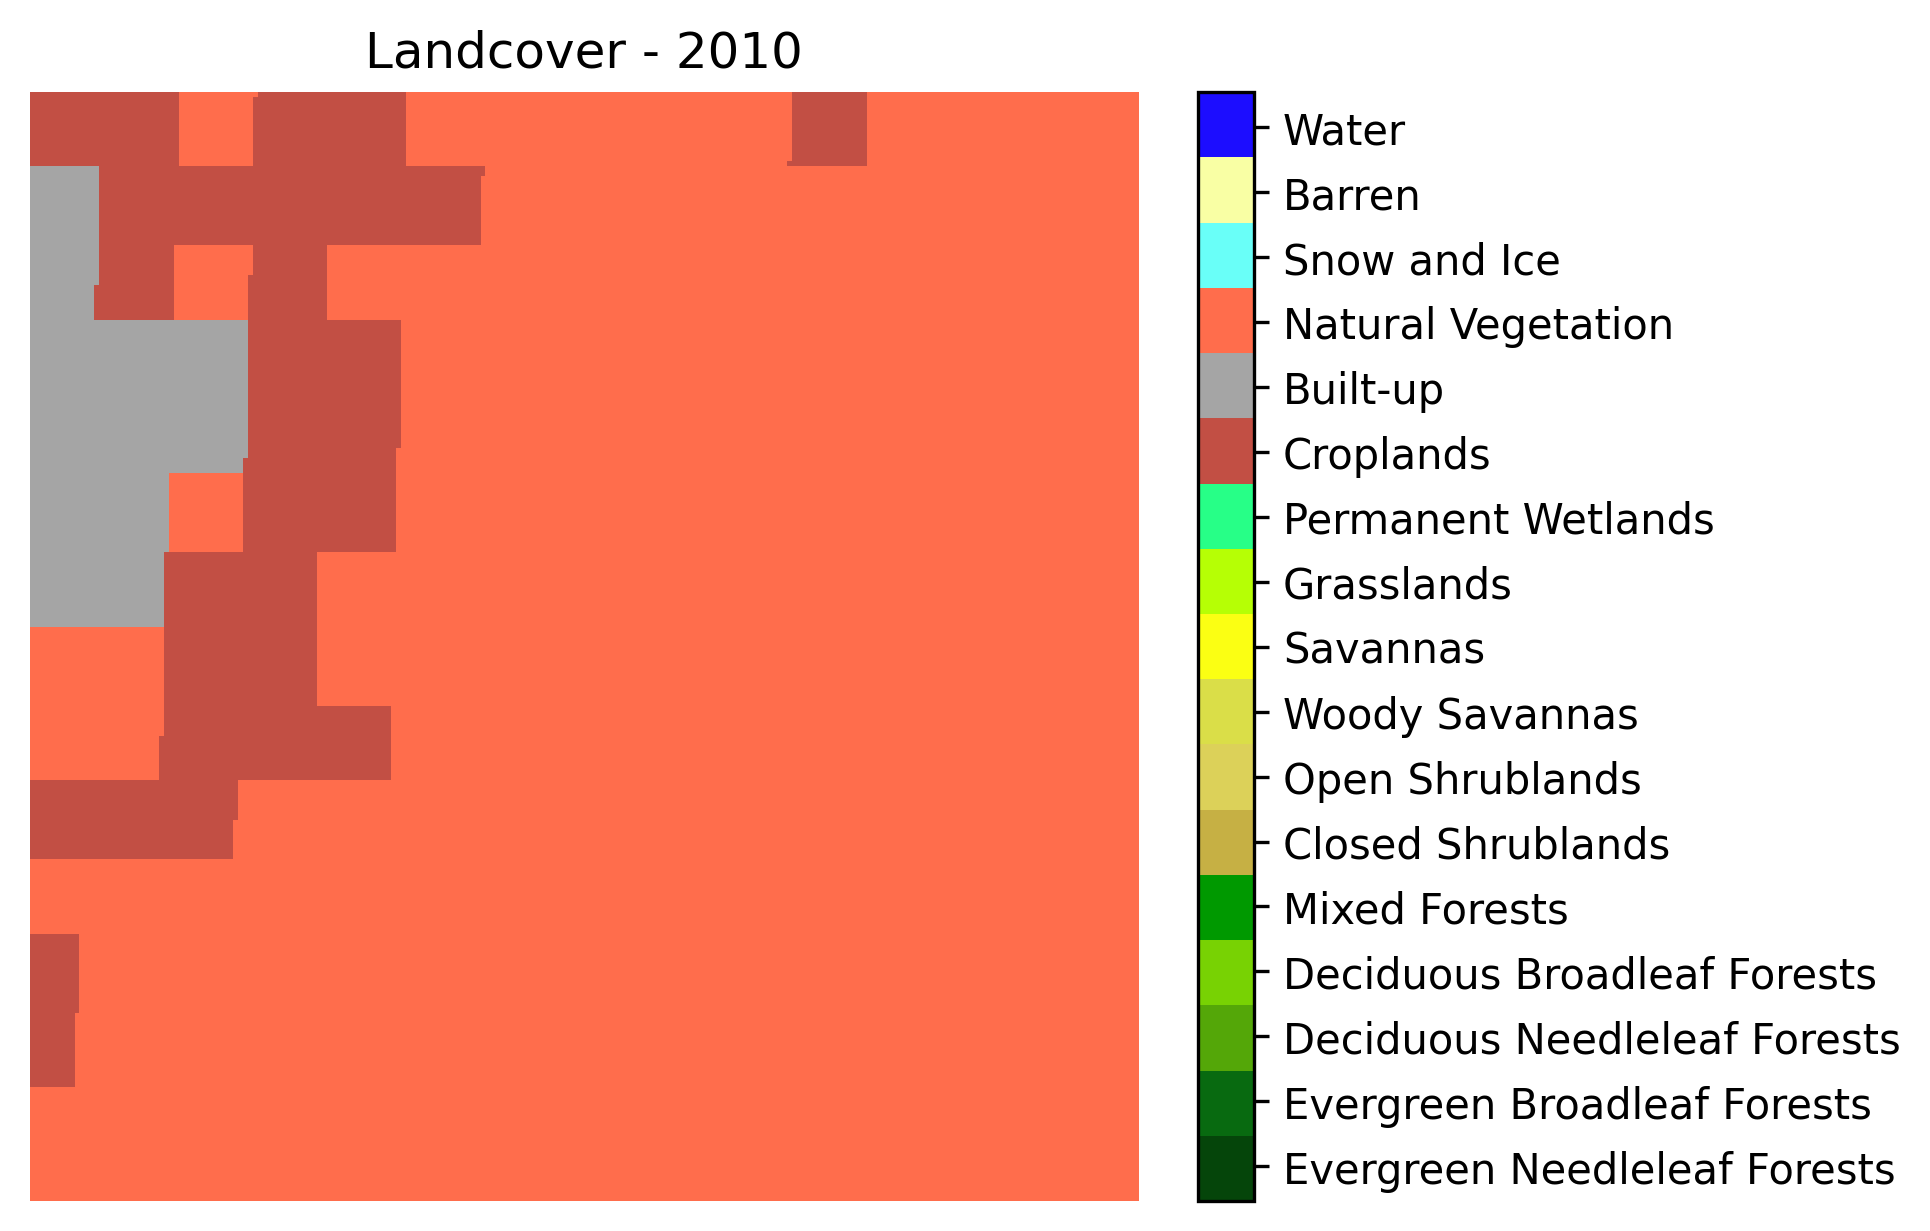 Landcover - 2010
Water
Barren
Snow and Ice
Natural Vegetation
Built-up
Croplands
Permanent Wetlands
Grasslands
Savannas
Woody Savannas
Open Shrublands
Closed Shrublands
Mixed Forests
Deciduous Broadleaf Forests
Deciduous Needleleaf Forests
Evergreen Broadleaf Forests
Evergreen Needleleaf Forests